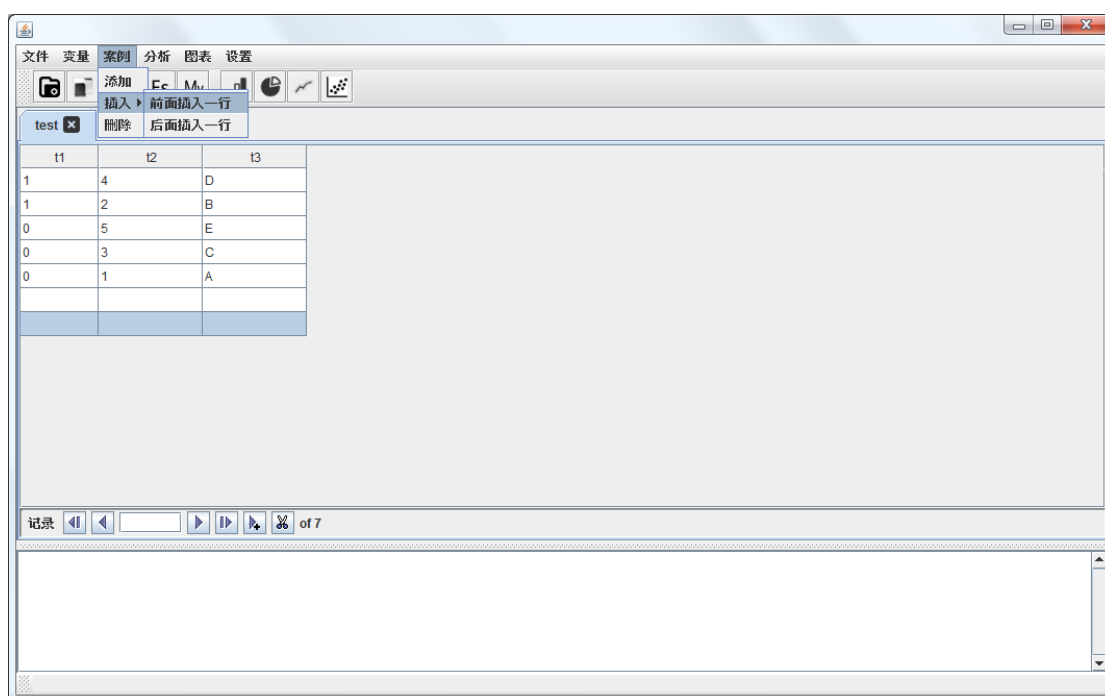 文件 变量 案例 分析 图表 设置
添加
插入 前面插入一行
删除 后面插入一行
test
t1 t2 t3
1 4 D
1 2 B
0 5 E
0 3 C
0 1 A
记录 of 7